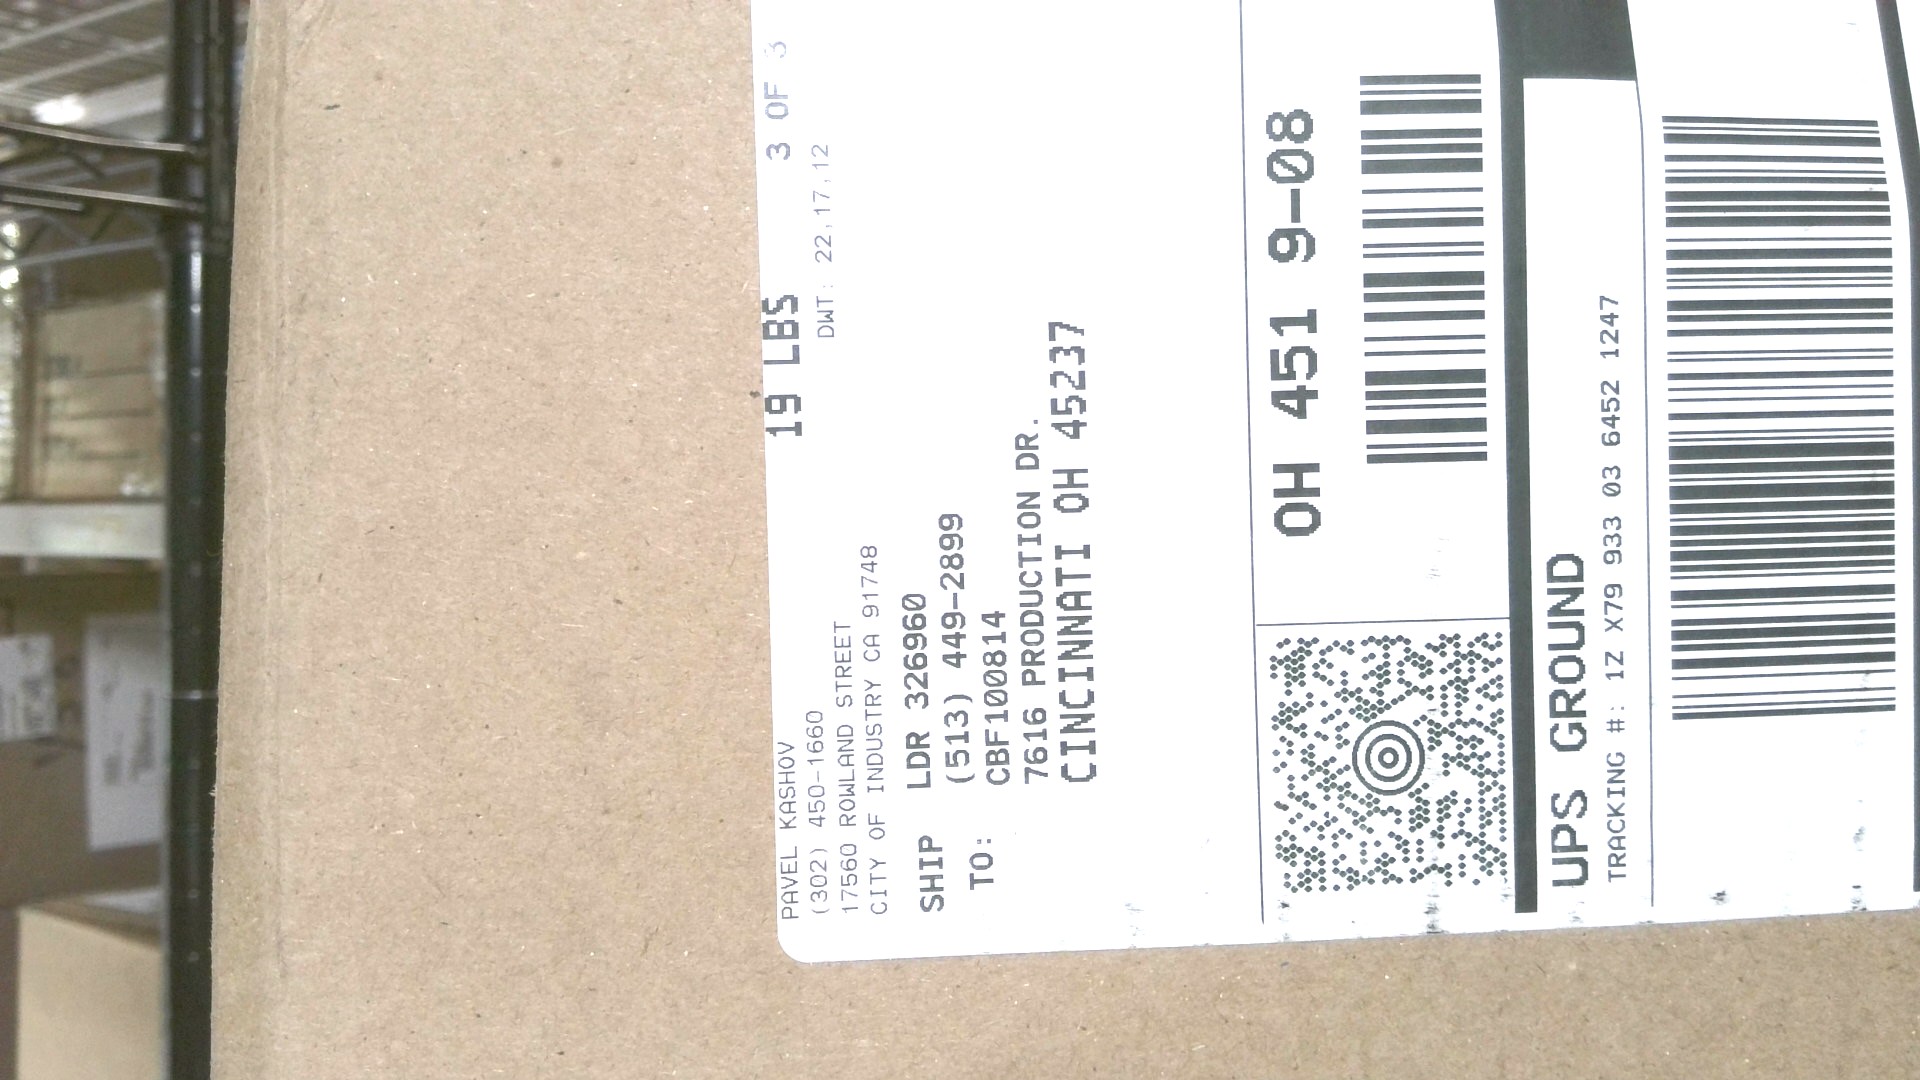 PAVEL KASHOV
(302) 450-1660
17560 ROWLAND STREET
CITY OF INDUSTRY CA 91748
19 LBS
3 OF 3
DWT: 22,17,12
SHIP TO:
LDR 326960
(513) 449-2899
CBF100814
7616 PRODUCTION DR.
CINCINNATI OH 45237
OH 451 9-08
UPS GROUND
TRACKING #: 1Z X79 933 03 6452 1247